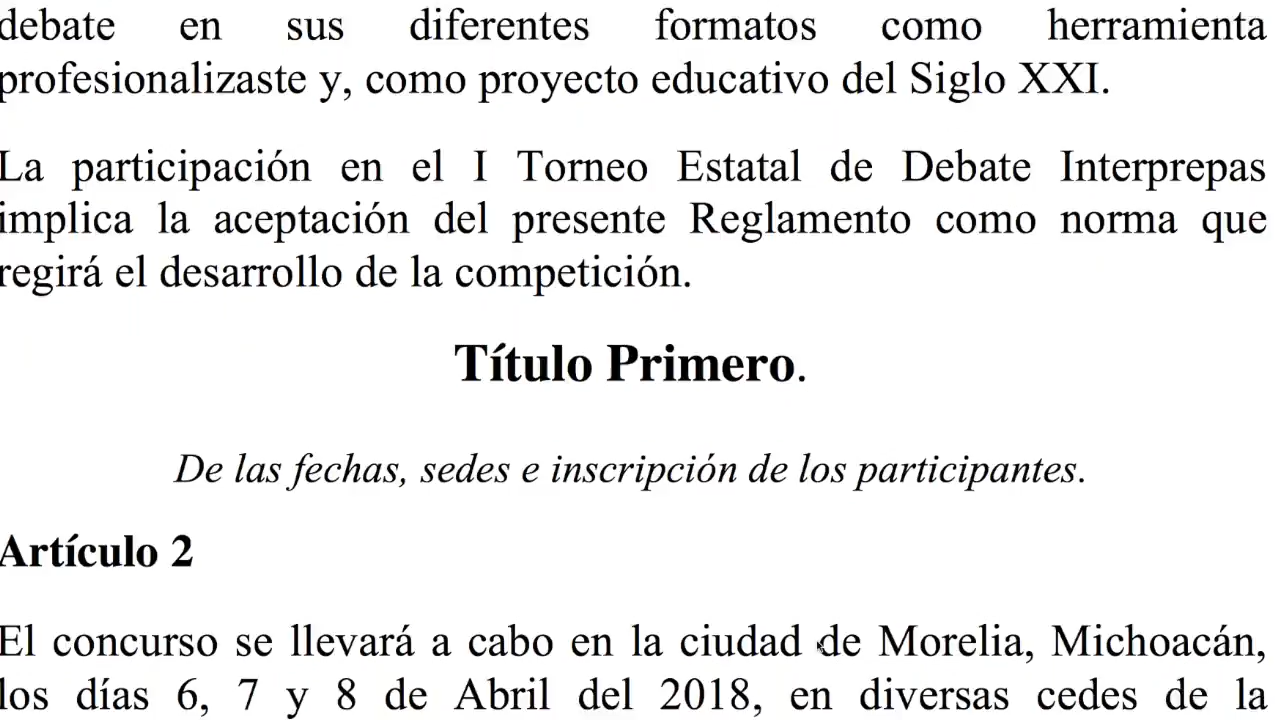 debate en sus diferentes formatos como herramienta
profesionalizaste y, como proyecto educativo del Siglo XXI.
La participación en el I Torneo Estatal de Debate Interprepas
implica la aceptación del presente Reglamento como norma que
regirá el desarrollo de la competición.
Título Primero.
De las fechas, sedes e inscripción de los participantes.
Artículo 2
El concurso se llevará a cabo en la ciudad de Morelia, Michoacán,
los días 6, 7 y 8 de Abril del 2018, en diversas cedes de la